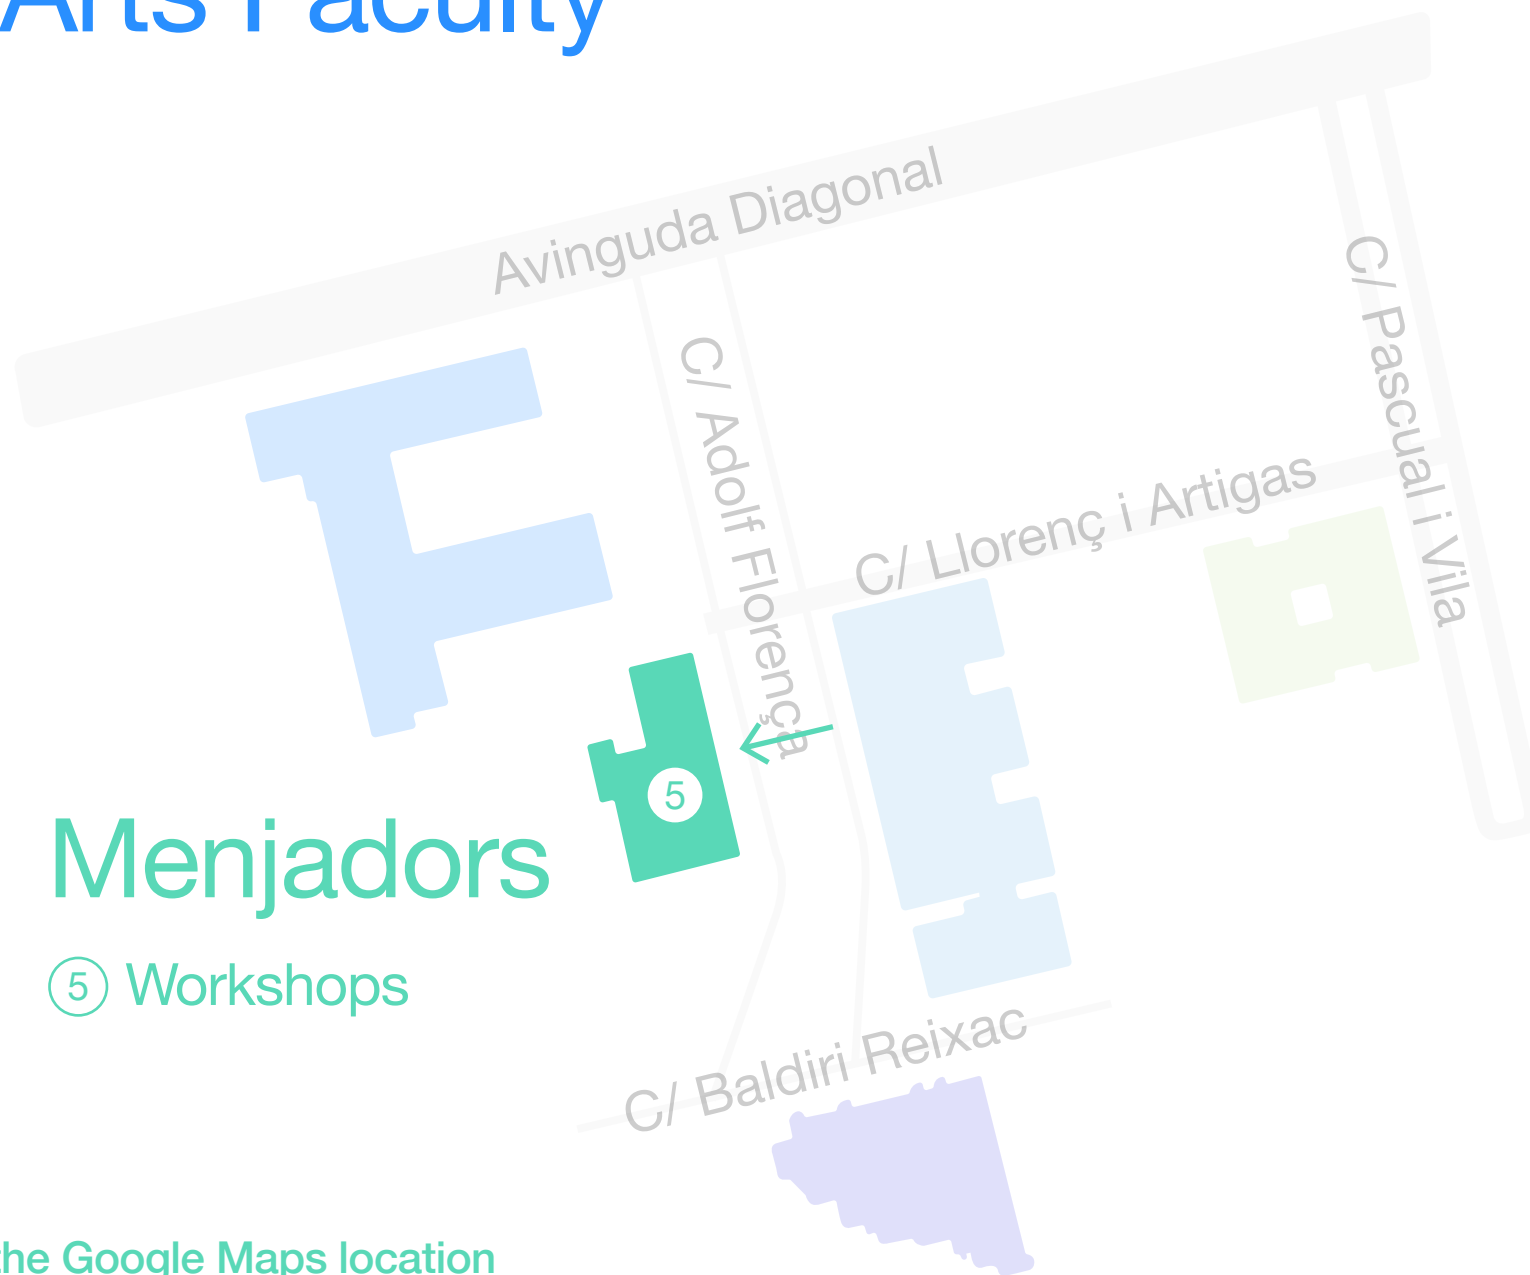 Arts Faculty
Avinguda Diagonal
C/ Adolf Florença
C/ Pascual i Villa
C/ Llorenç i Artigas
5
Menjadors
5 Workshops
C/ Baldiri Reixac
the Google Maps location